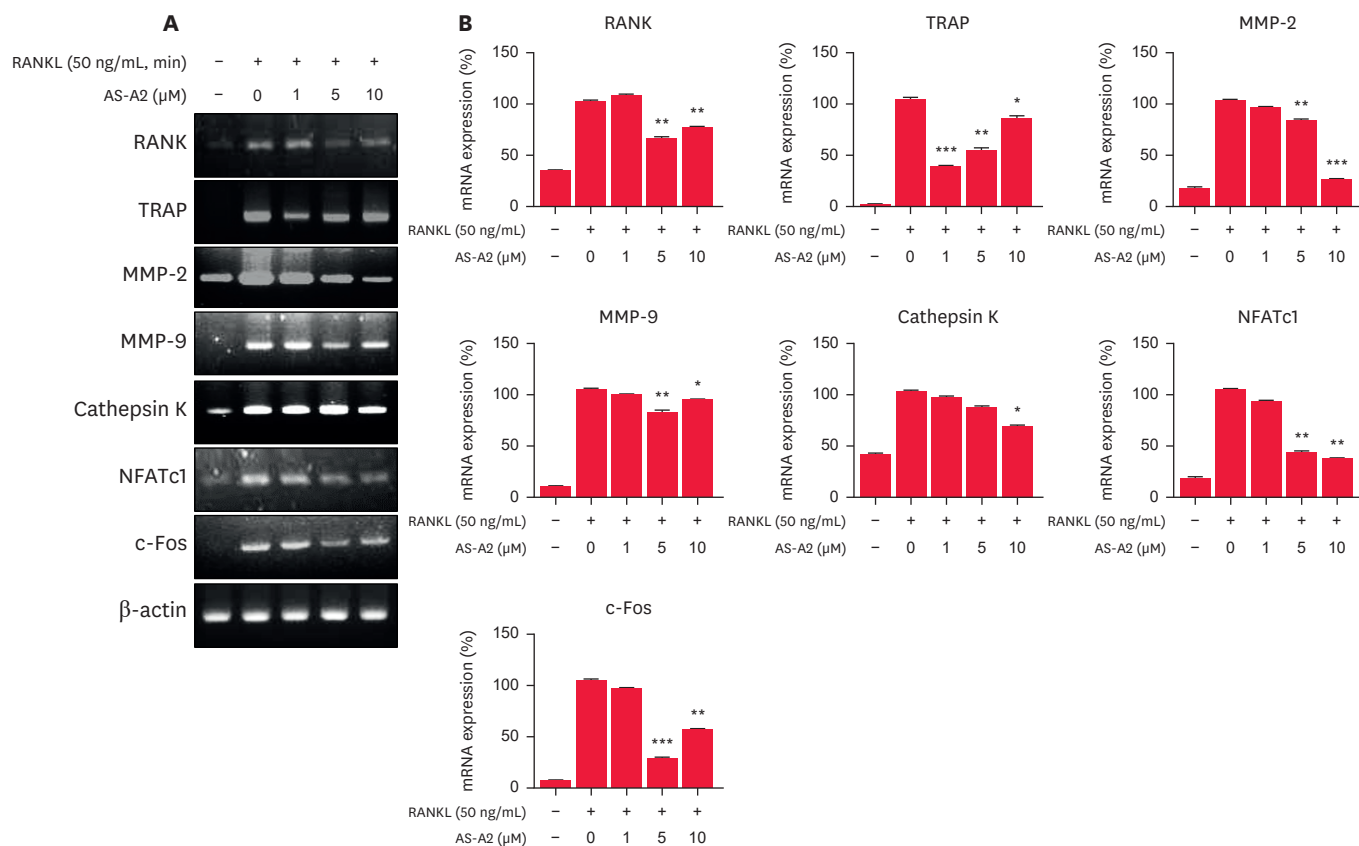 A
RANKL (50 ng/mL, min) – + + + +
AS-A2 (µM) – 0 1 5 10
RANK
TRAP
MMP-2
MMP-9
Cathepsin K
NFATc1
c-Fos
β-actin
B
RANK
mRNA expression (%)
150
100
50
0
** **
RANKL (50 ng/mL) – + + + +
AS-A2 (µM) – 0 1 5 10
TRAP
mRNA expression (%)
150
100
50
0
*** ** *
RANKL (50 ng/mL) – + + + +
AS-A2 (µM) – 0 1 5 10
MMP-2
mRNA expression (%)
150
100
50
0
** ***
RANKL (50 ng/mL) – + + + +
AS-A2 (µM) – 0 1 5 10
MMP-9
mRNA expression (%)
150
100
50
0
** *
RANKL (50 ng/mL) – + + + +
AS-A2 (µM) – 0 1 5 10
Cathepsin K
mRNA expression (%)
150
100
50
0
*
RANKL (50 ng/mL) – + + + +
AS-A2 (µM) – 0 1 5 10
NFATc1
mRNA expression (%)
150
100
50
0
** **
RANKL (50 ng/mL) – + + + +
AS-A2 (µM) – 0 1 5 10
c-Fos
mRNA expression (%)
150
100
50
0
*** **
RANKL (50 ng/mL) – + + + +
AS-A2 (µM) – 0 1 5 10